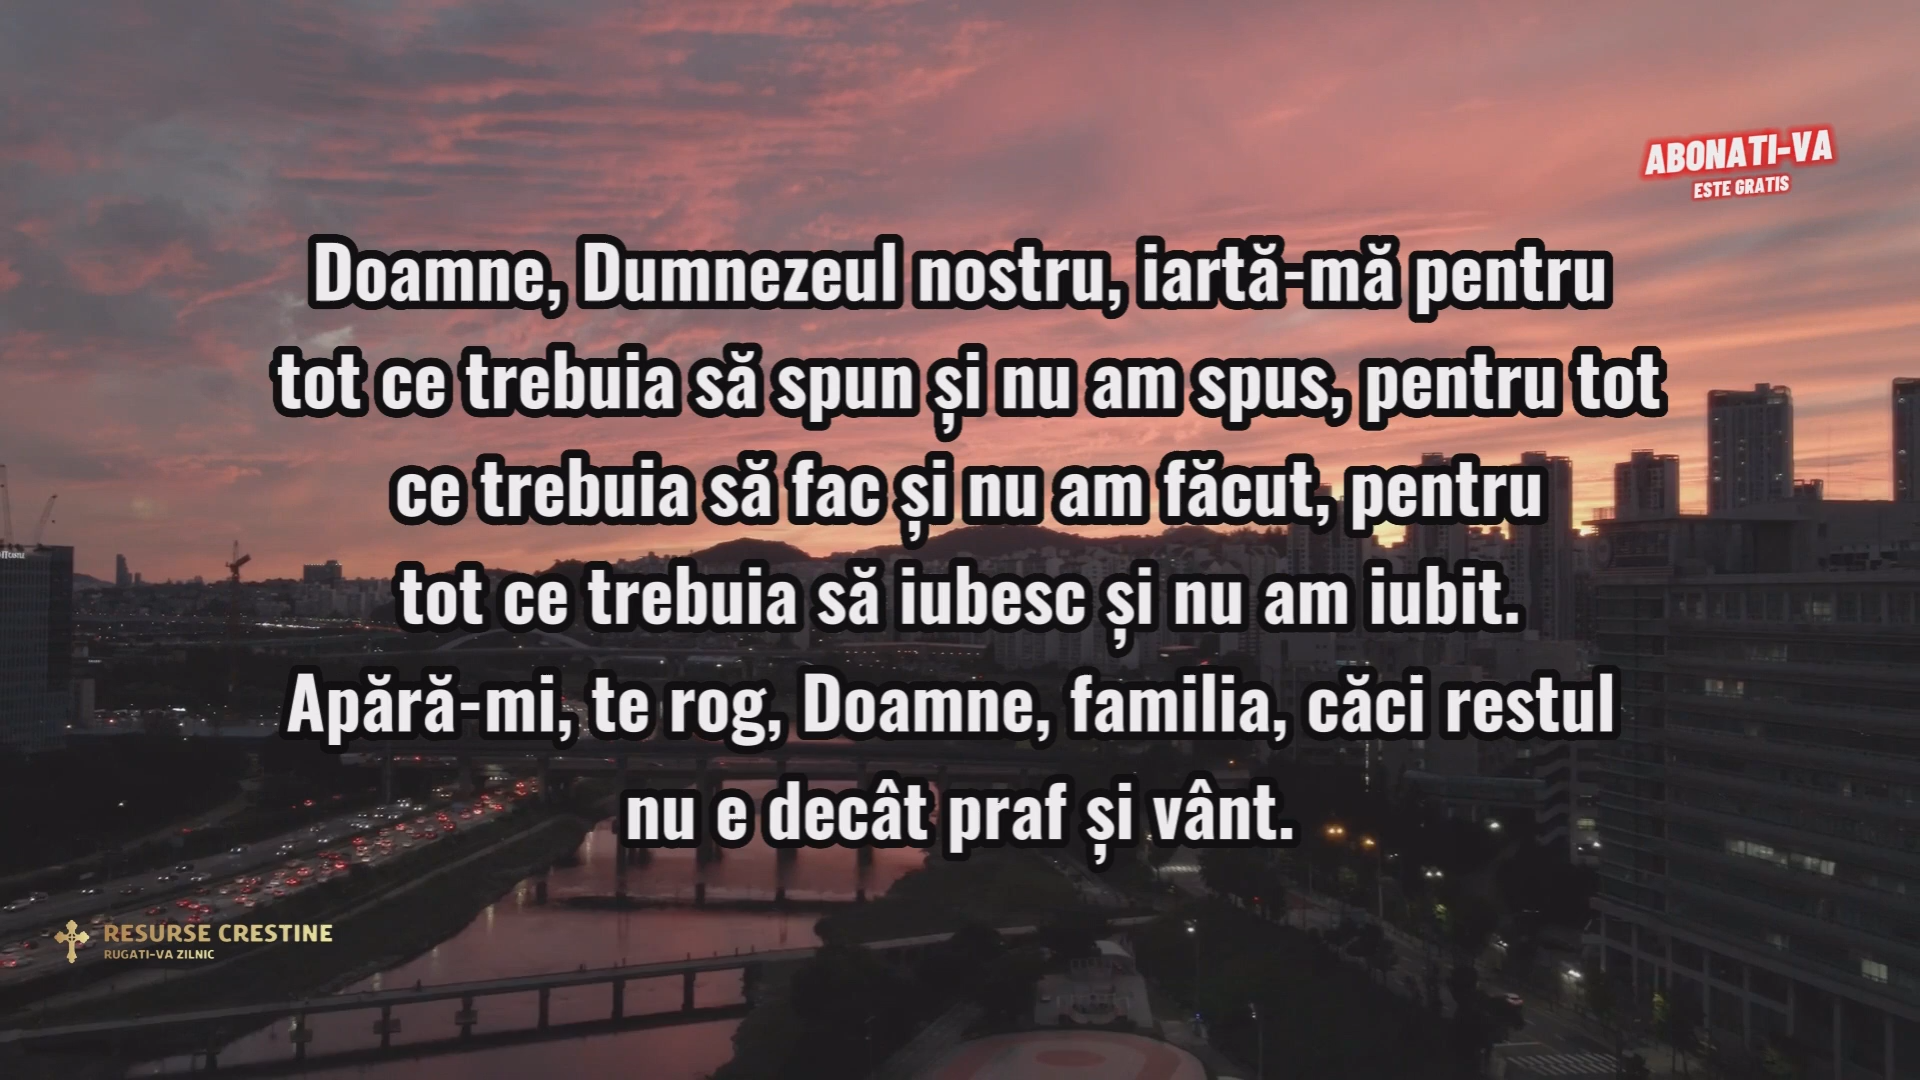 ABONATI-VA
ESTE GRATIS
Doamne, Dumnezeul nostru, iartă-mă pentru
tot ce trebuia să spun și nu am spus, pentru tot
ce trebuia să fac și nu am făcut, pentru
tot ce trebuia să iubesc și nu am iubit.
Apără-mi, te rog, Doamne, familia, căci restul
nu e decât praf și vânt.
RESURSE CRESTINE
RUGATI-VA ZILNIC